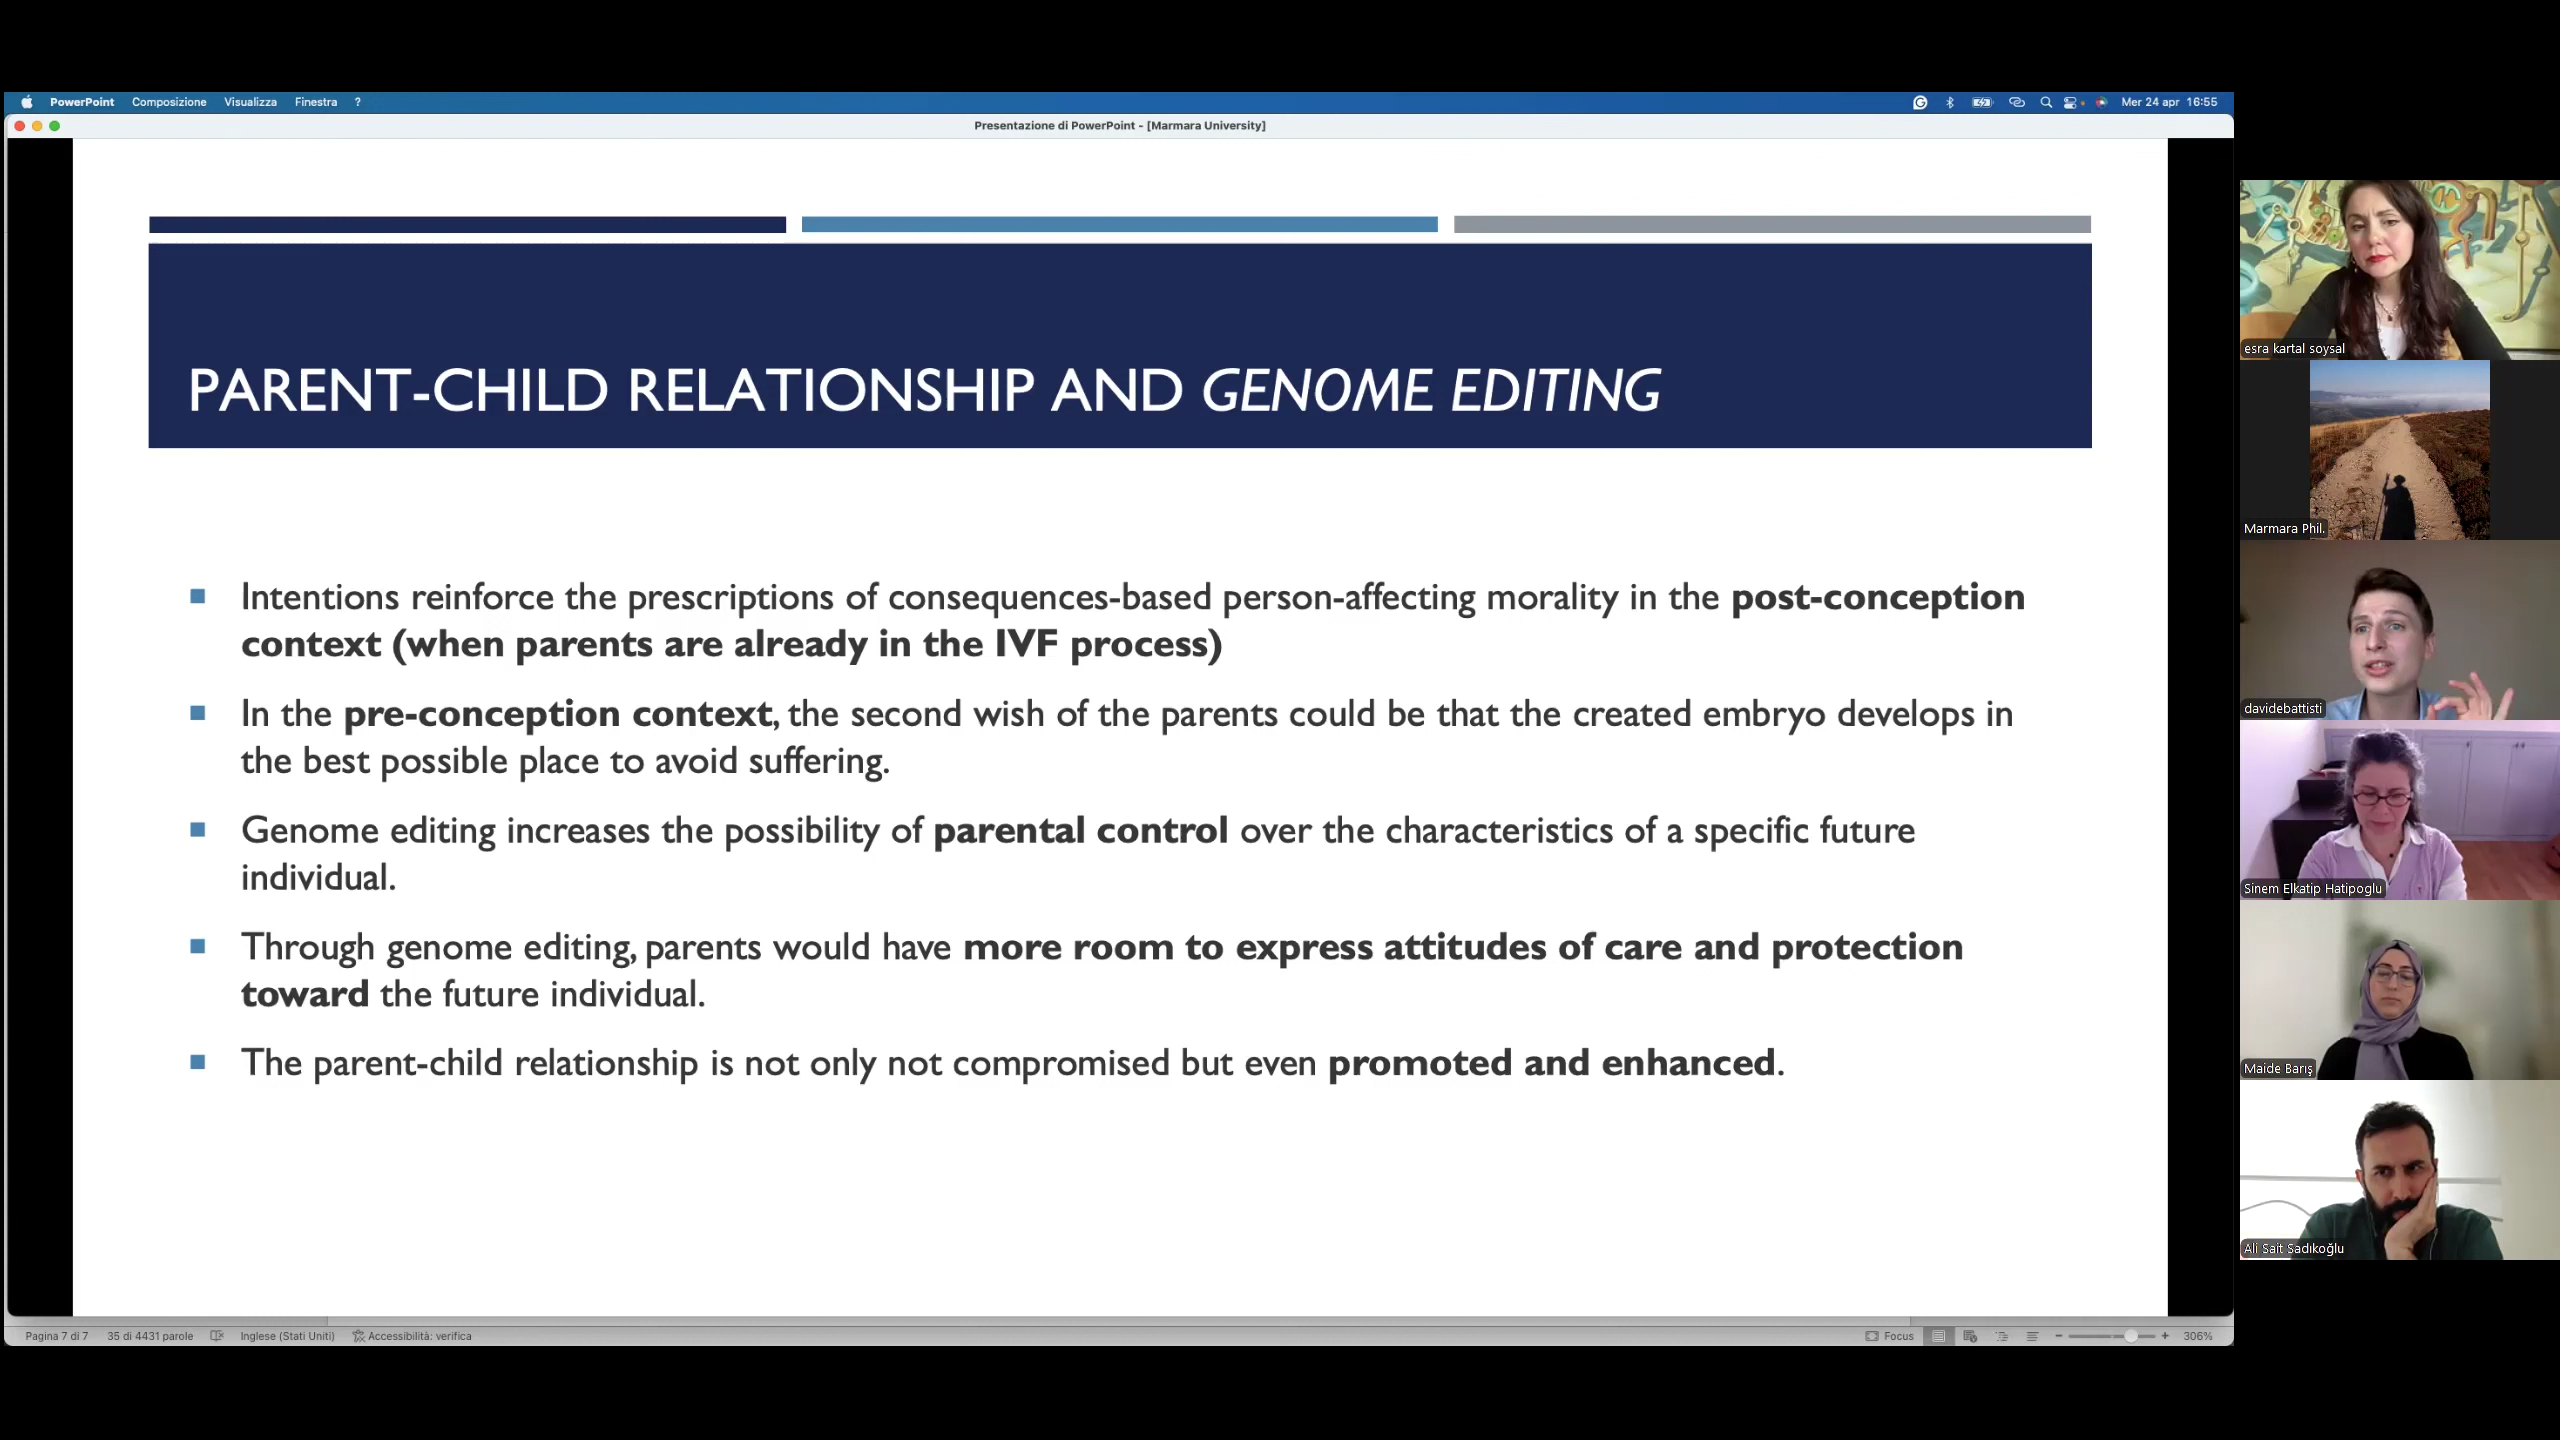 PowerPoint Composizione Visualizza Finestra ? Mer 24 apr 16:55
Presentazione di PowerPoint - [Marmara University]
PARENT-CHILD RELATIONSHIP AND GENOME EDITING
Intentions reinforce the prescriptions of consequences-based person-affecting morality in the post-conception
context (when parents are already in the IVF process)
In the pre-conception context, the second wish of the parents could be that the created embryo develops in
the best possible place to avoid suffering.
Genome editing increases the possibility of parental control over the characteristics of a specific future
individual.
Through genome editing, parents would have more room to express attitudes of care and protection
toward the future individual.
The parent-child relationship is not only not compromised but even promoted and enhanced.
Pagina 7 di 7 35 di 4431 parole Inglese (Stati Uniti) Accessibilità: verifica Focus 306%
esra kartal soysal
Marmara Phil.
davidebattisti
Sinem Elkatip Hatipoglu
Maide Barış
Ali Sait Sadıkoğlu